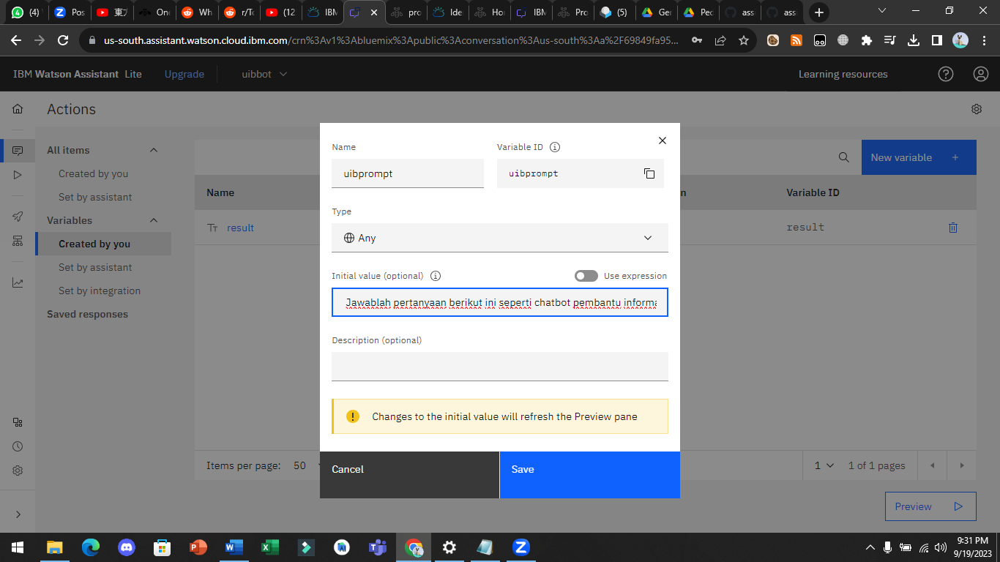 (4)
Pos
東方
On
Wh
r/To
(12
IBM
pro
Ide
Ho
IBM
Pro
(5)
Ger
Ped
ass
ass
us-south.assistant.watson.cloud.ibm.com/crn%3Av1%3Abluemix%3Apublic%3Aconversation%3Aus-south%3Aa%2F69849fa95...
IBM Watson Assistant Lite
Upgrade
uibbot
Learning resources
Actions
All items
Created by you
Set by assistant
Variables
Created by you
Set by assistant
Set by integration
Saved responses
New variable +
Name
n
Variable ID
Tт result
result
Items per page: 50
1
1 of 1 pages
Preview
Name
Variable ID
uibprompt
uibprompt
Type
Any
Initial value (optional)
Use expression
Jawablah pertanyaan berikut ini seperti chatbot pembantu informa
Description (optional)
Changes to the initial value will refresh the Preview pane
Cancel
Save
9:31 PM
9/19/2023